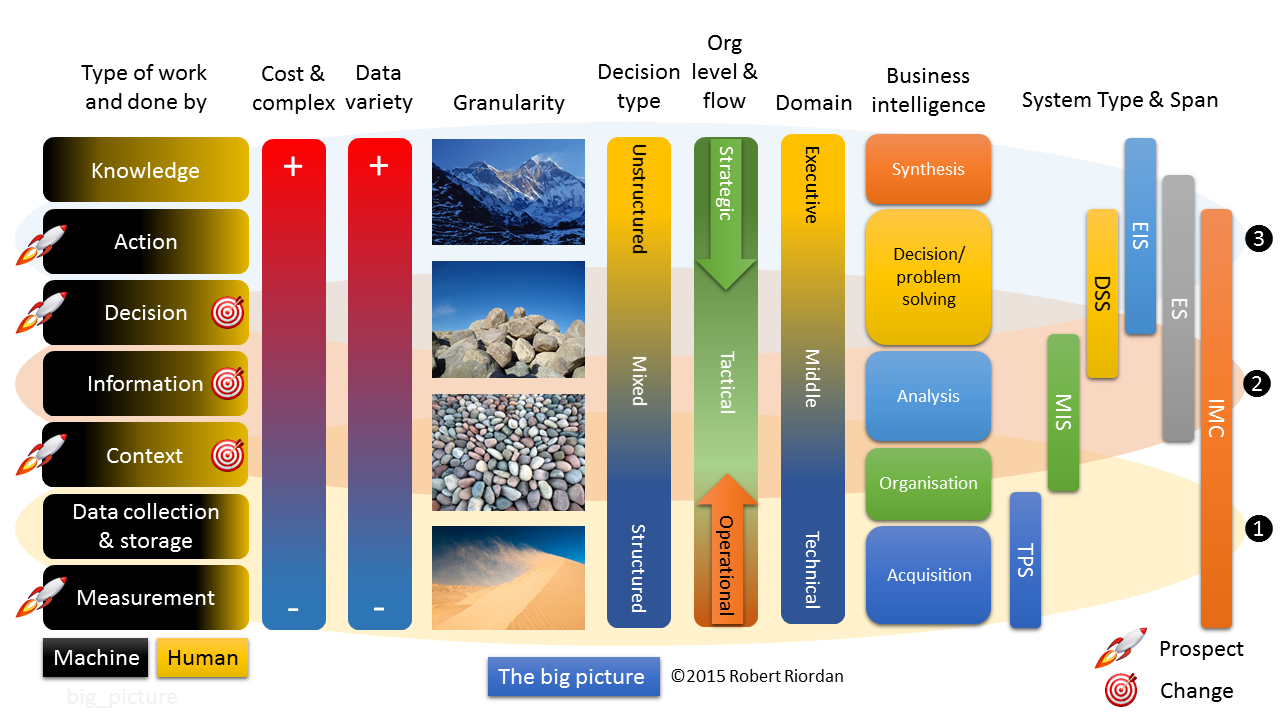 Type of work
and done by
Cost &
complex
Data
variety
Granularity
Decision
type
Org
level &
flow
Domain
Business
intelligence
System Type & Span
Knowledge
Action
Decision
Information
Context
Data collection
& storage
Measurement
Machine
Human
big_picture
+
-
+
-
Unstructured
Mixed
Structured
Strategic
Tactical
Operational
Executive
Middle
Technical
Synthesis
Decision/
problem
solving
Analysis
Organisation
Acquisition
TPS
MIS
DSS
EIS
ES
IMC
3
2
1
The big picture
©2015 Robert Riordan
Prospect
Change